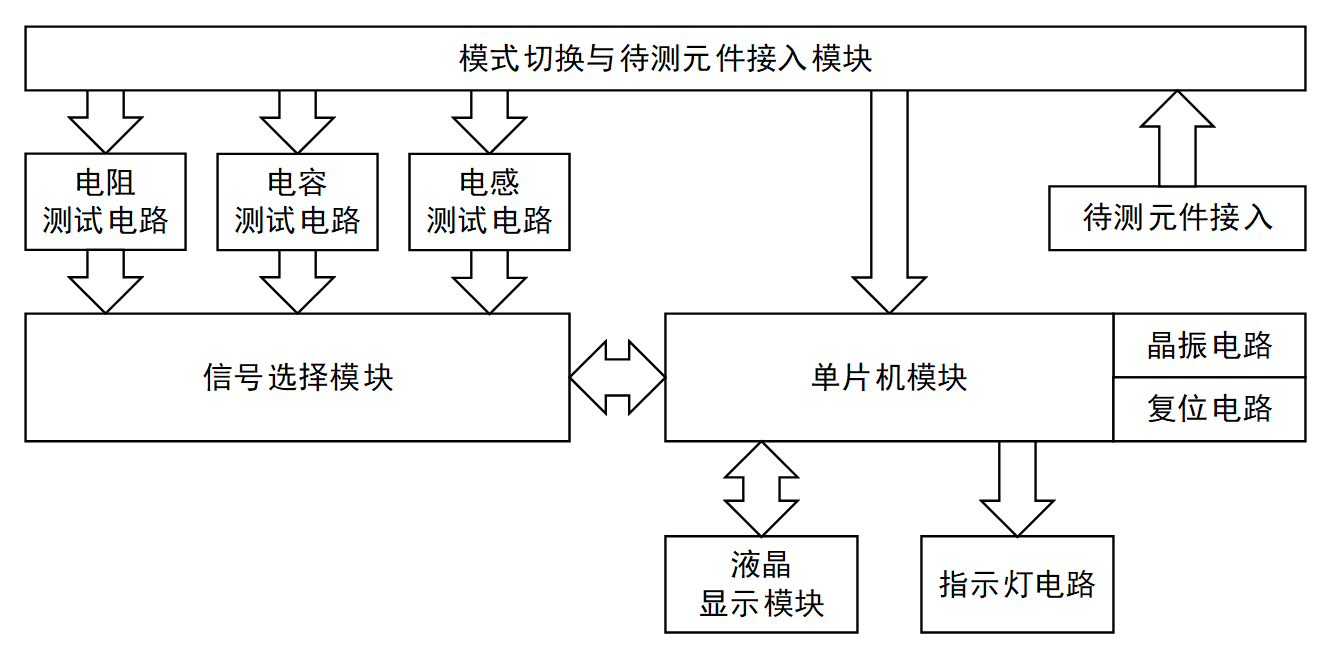 模式切换与待测元件接入模块
电阻
测试电路
电容
测试电路
电感
测试电路
待测元件接入
信号选择模块
单片机模块
晶振电路
复位电路
液晶
显示模块
指示灯电路